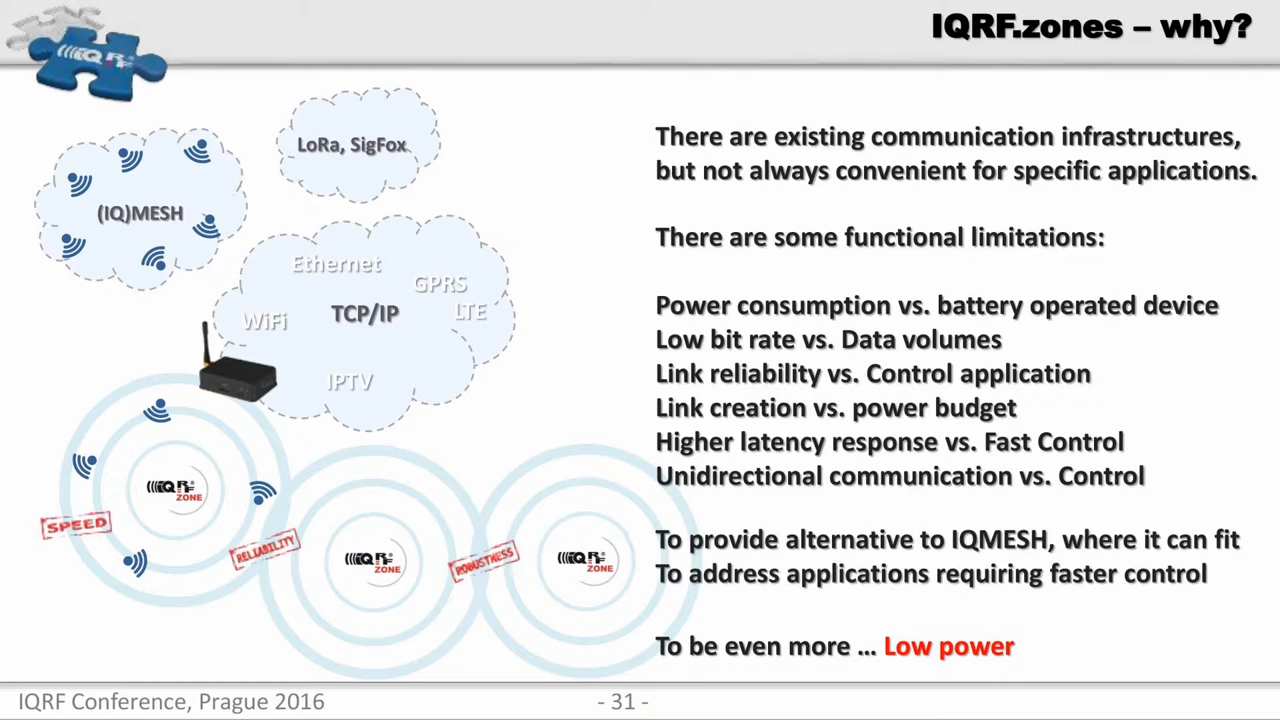 IQRF.zones – why?
IQRF
LoRa, SigFox
(IQ)MESH
Ethernet
GPRS
WiFi
TCP/IP
LTE
IPTV
There are existing communication infrastructures,
but not always convenient for specific applications.
There are some functional limitations:
Power consumption vs. battery operated device
Low bit rate vs. Data volumes
Link reliability vs. Control application
Link creation vs. power budget
Higher latency response vs. Fast Control
Unidirectional communication vs. Control
To provide alternative to IQMESH, where it can fit
To address applications requiring faster control
To be even more … Low power
IQRF
ZONE
SPEED
RELIABILITY
IQRF
ZONE
ROBUSTNESS
IQRF
ZONE
IQRF Conference, Prague 2016
- 31 -